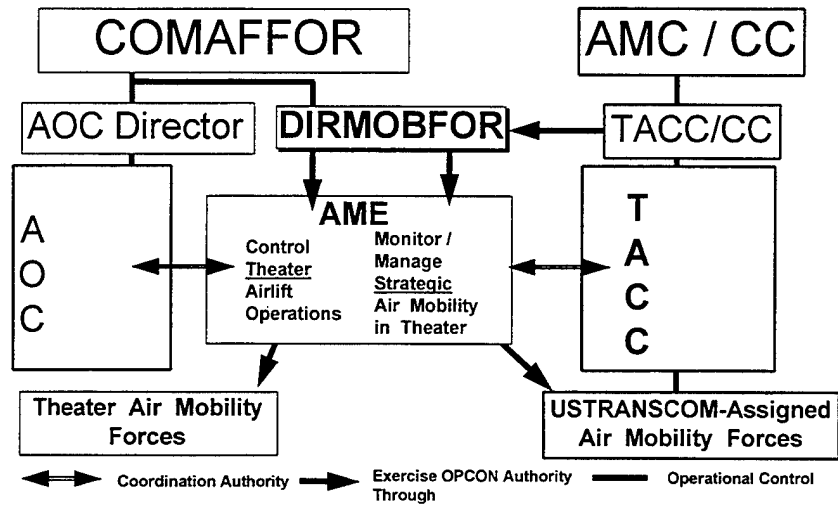 COMAFFOR
AMC / CC
AOC Director
DIRMOBFOR
TACC/CC
A
O
C
AME
Control
Theater
Airlift
Operations
Monitor /
Manage
Strategic
Air Mobility
in Theater
T
A
C
C
Theater Air Mobility
Forces
USTRANSCOM-Assigned
Air Mobility Forces
Coordination Authority
Exercise OPCON Authority
Through
Operational Control